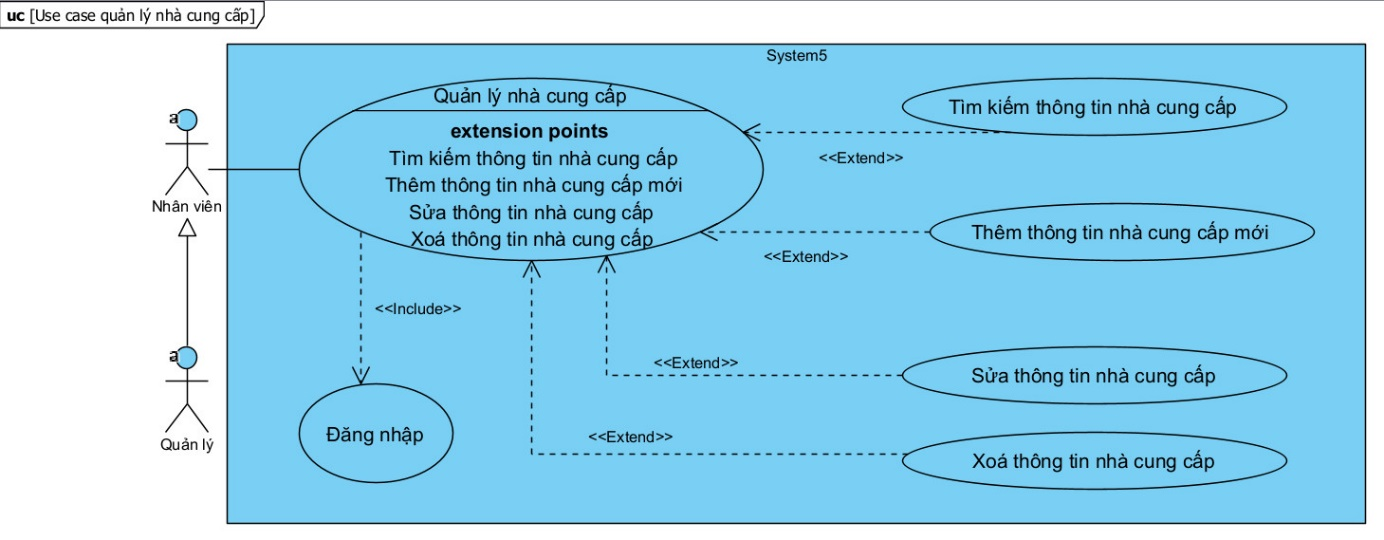 uc [Use case quản lý nhà cung cấp]
System5
Quản lý nhà cung cấp
extension points
Tìm kiếm thông tin nhà cung cấp
Thêm thông tin nhà cung cấp mới
Sửa thông tin nhà cung cấp
Xoá thông tin nhà cung cấp
Tìm kiếm thông tin nhà cung cấp
<<Extend>>
a
Nhân viên
Thêm thông tin nhà cung cấp mới
<<Extend>>
<<Include>>
a
Quản lý
<<Extend>>
Sửa thông tin nhà cung cấp
Đăng nhập
<<Extend>>
Xoá thông tin nhà cung cấp